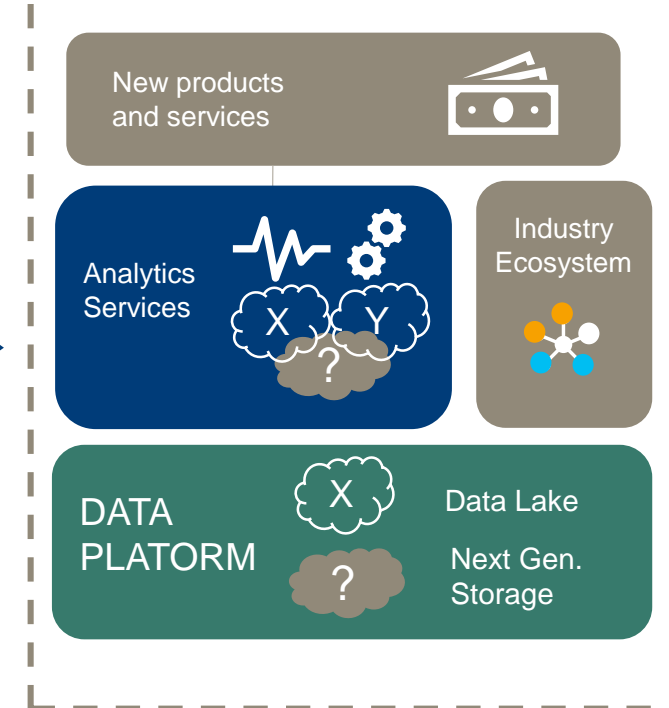 New products
and services
Analytics
Services
X
Y
?
Industry
Ecosystem
DATA
PLATORM
X
Data Lake
?
Next Gen.
Storage